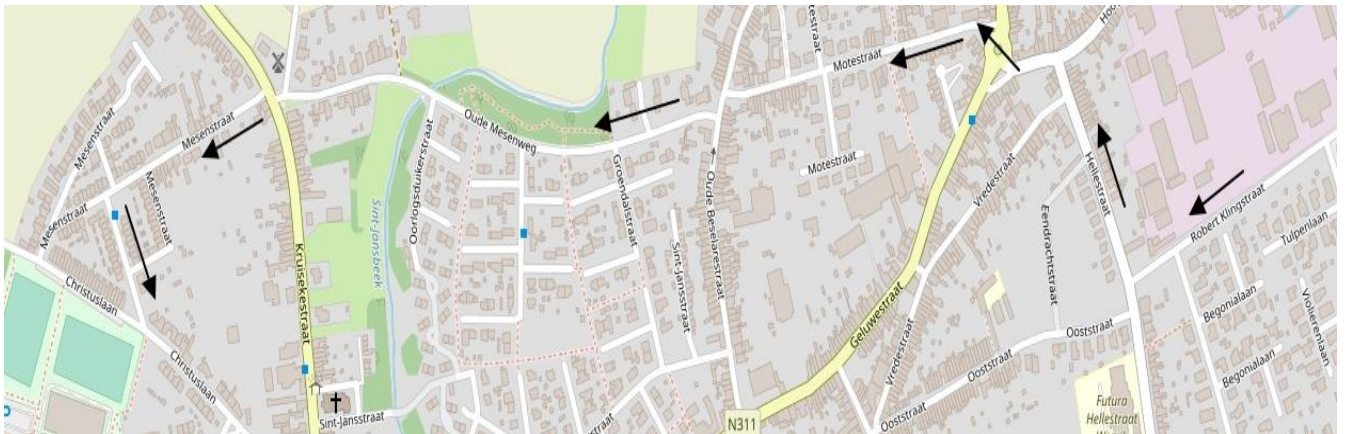 Mesenstraat
Mesenstraat
Mesenstraat
Mesenstraat
Christuslaan
Christuslaan
Kruisekestraat
Sint-Jansbeek
Sint-Jansstraat
Oorlogsduikerstraat
Oude Mesenweg
Groendalstraat
Sint-Jansstraat
Oude Beselarestraat
N311
Motestraat
Motestraat
Geluwestraat
Vredestraat
Vredestraat
Ooststraat
Ooststraat
Ooststraat
Eendrachtstraat
Hellestraat
Robert Klingstraat
Tulpenlaan
Begonialaan
Begonialaan
Violierenlaan
Futura
Hellestraat